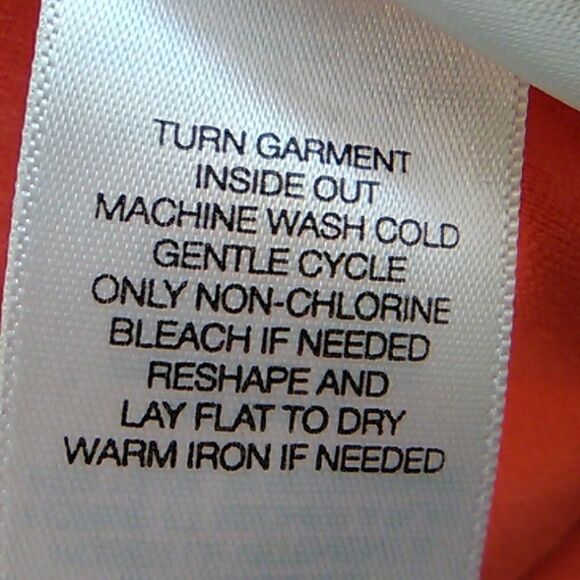 TURN GARMENT
INSIDE OUT
MACHINE WASH COLD
GENTLE CYCLE
ONLY NON-CHLORINE
BLEACH IF NEEDED
RESHAPE AND
LAY FLAT TO DRY
WARM IRON IF NEEDED